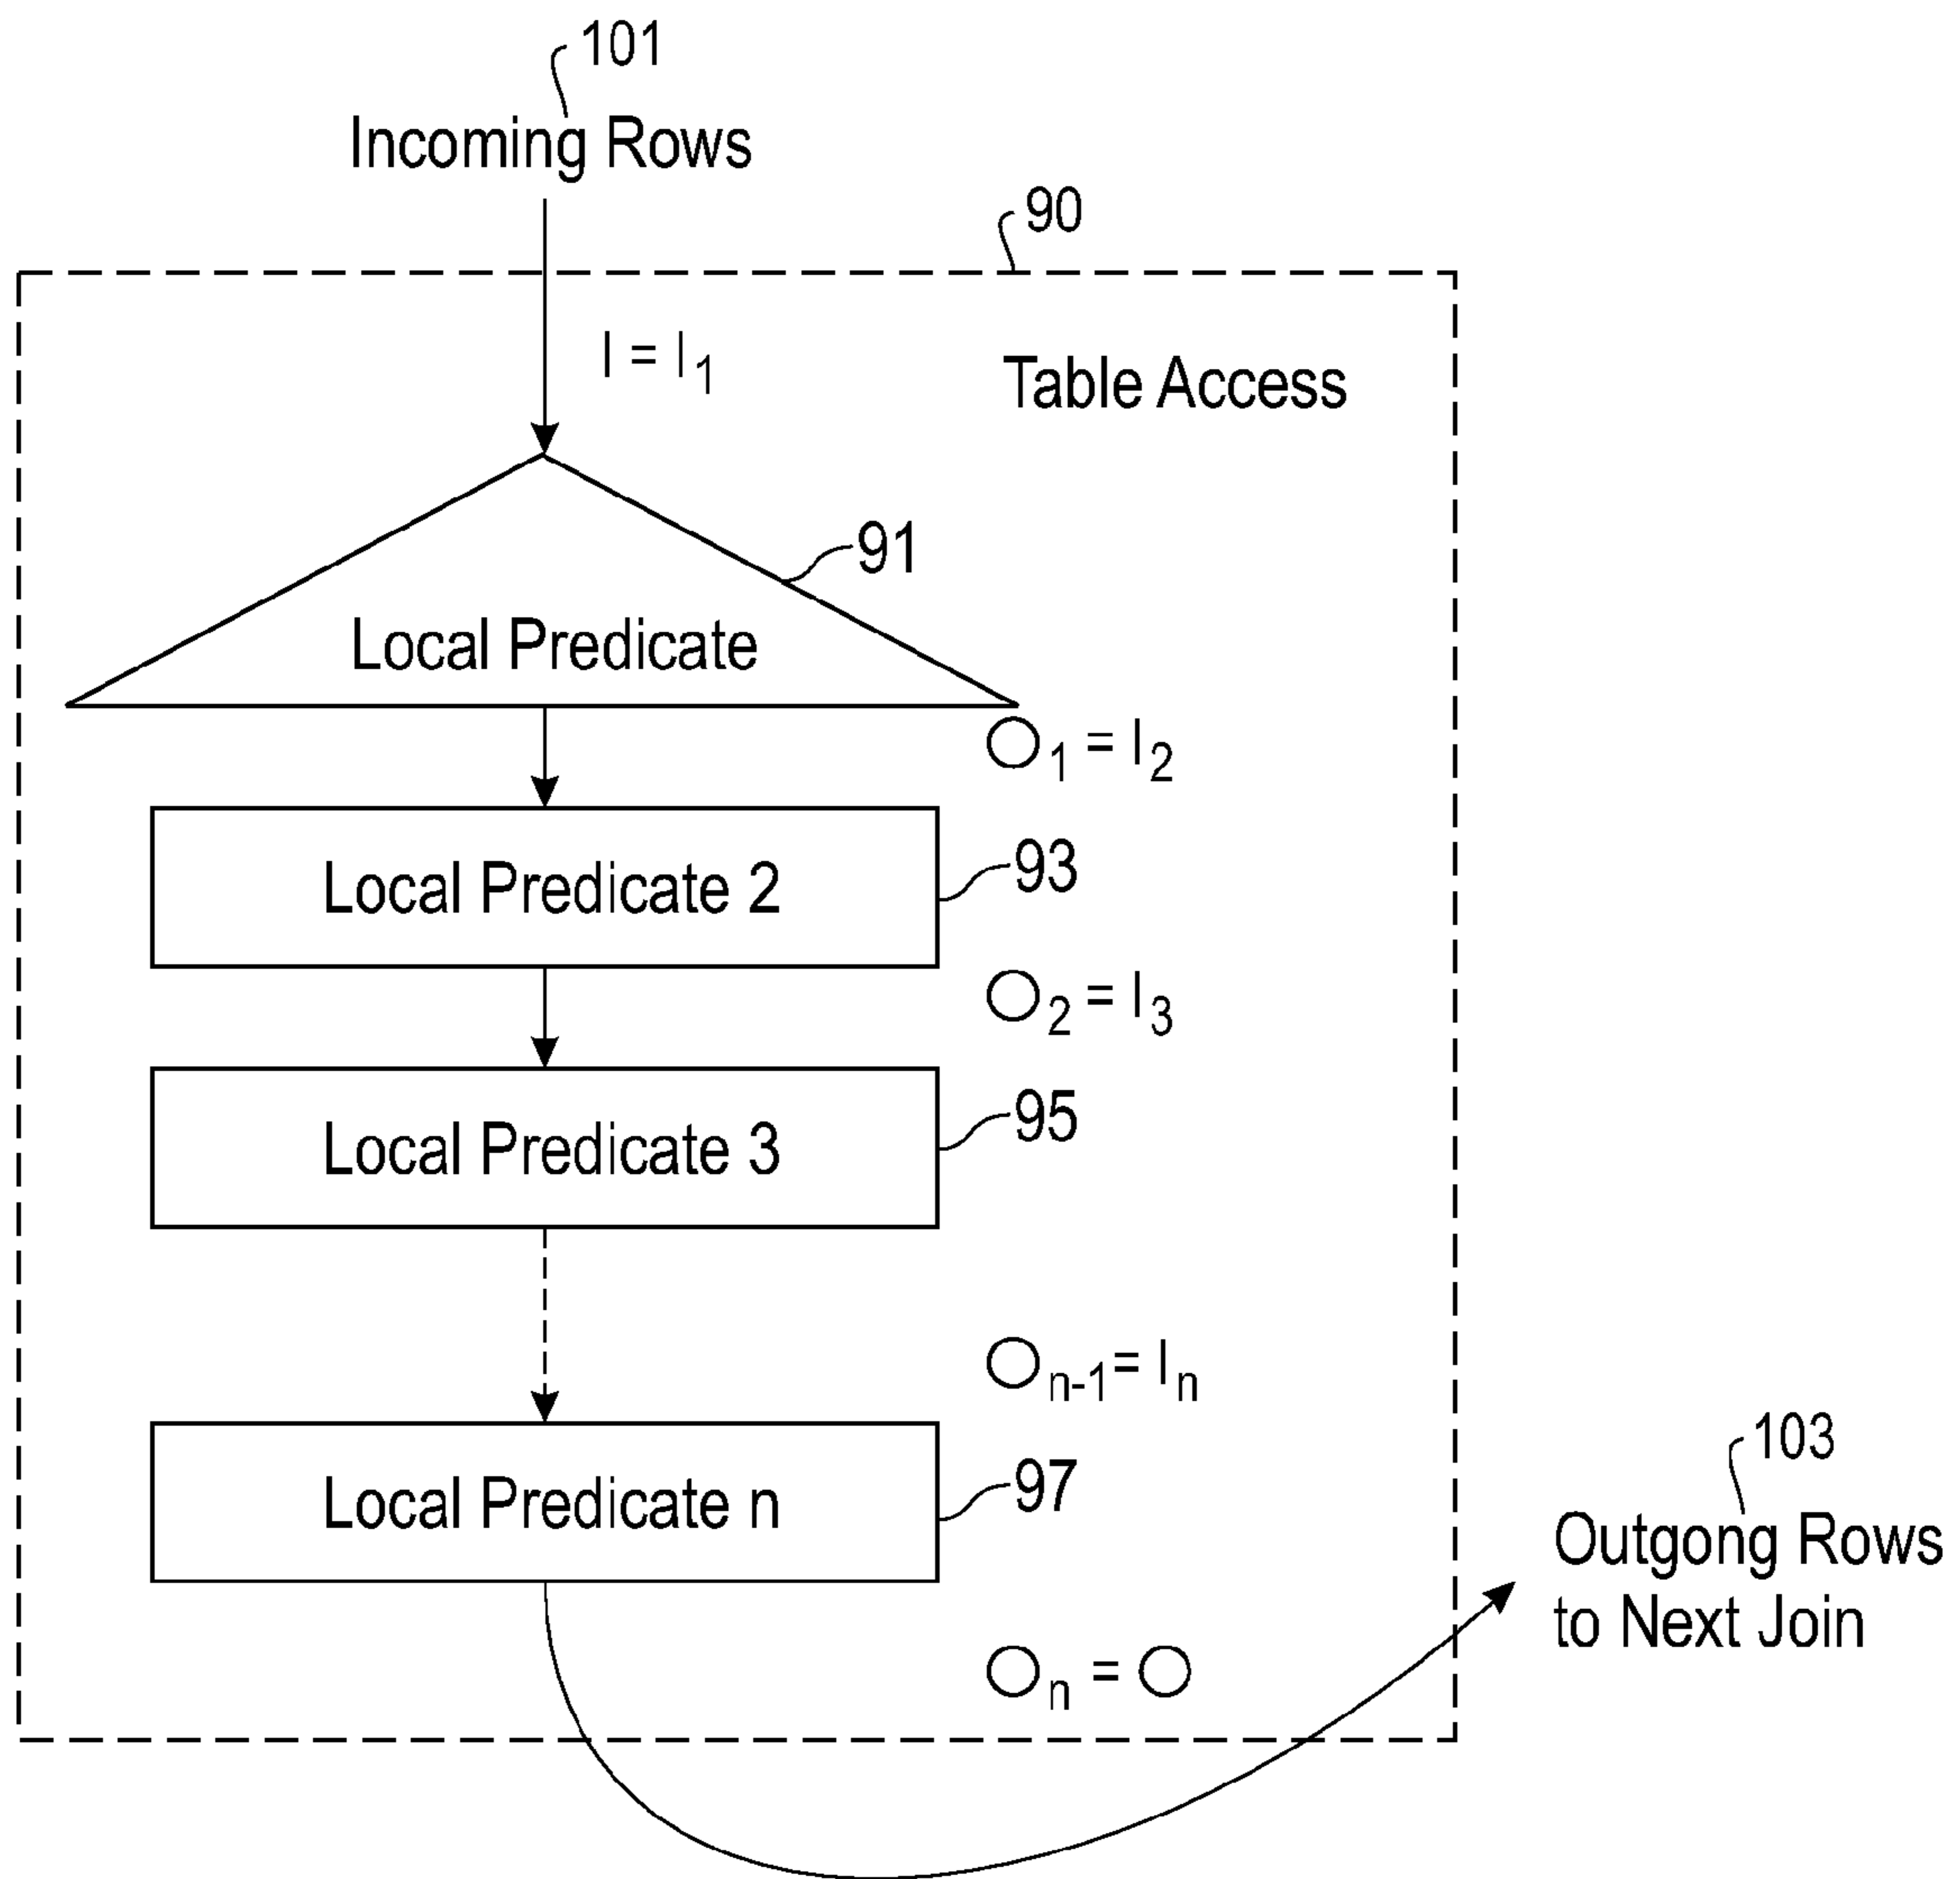 101
Incoming Rows
90
I = I1
Table Access
91
Local Predicate
O1 = I2
Local Predicate 2
93
O2 = I3
Local Predicate 3
95
On-1 = In
Local Predicate n
97
103
Outgong Rows
to Next Join
On = O